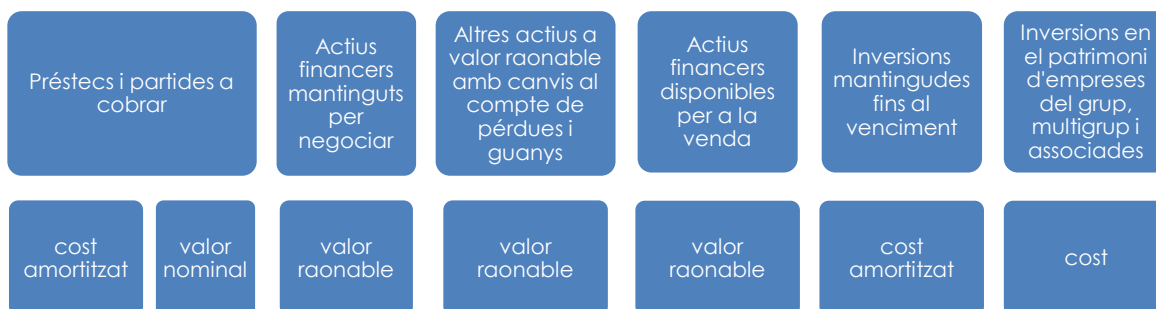 Préstecs i partides a
cobrar
Actius
financers
mantinguts
per
negociar
Altres actius a
valor raonable
amb canvis al
compte de
pérdues i
guanys
Actius
financers
disponibles
per a la
venda
Inversions
mantingudes
fins al
venciment
Inversions en
el patrimoni
d'empreses
del grup,
multigrup i
associades
cost
amortitzat
valor
nominal
valor
raonable
valor
raonable
valor
raonable
cost
amortitzat
cost